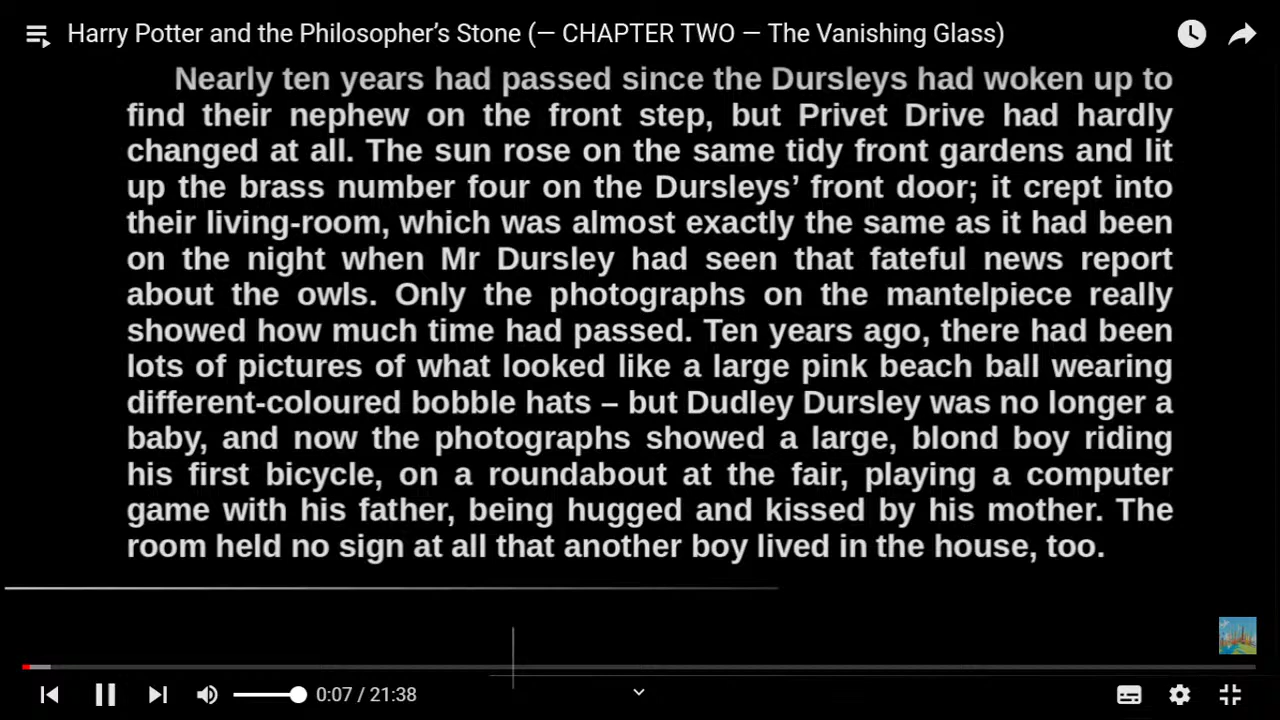 Harry Potter and the Philosopher’s Stone (— CHAPTER TWO — The Vanishing Glass)
Nearly ten years had passed since the Dursleys had woken up to
find their nephew on the front step, but Privet Drive had hardly
changed at all. The sun rose on the same tidy front gardens and lit
up the brass number four on the Dursleys’ front door; it crept into
their living-room, which was almost exactly the same as it had been
on the night when Mr Dursley had seen that fateful news report
about the owls. Only the photographs on the mantelpiece really
showed how much time had passed. Ten years ago, there had been
lots of pictures of what looked like a large pink beach ball wearing
different-coloured bobble hats – but Dudley Dursley was no longer a
baby, and now the photographs showed a large, blond boy riding
his first bicycle, on a roundabout at the fair, playing a computer
game with his father, being hugged and kissed by his mother. The
room held no sign at all that another boy lived in the house, too.
0:07 / 21:38